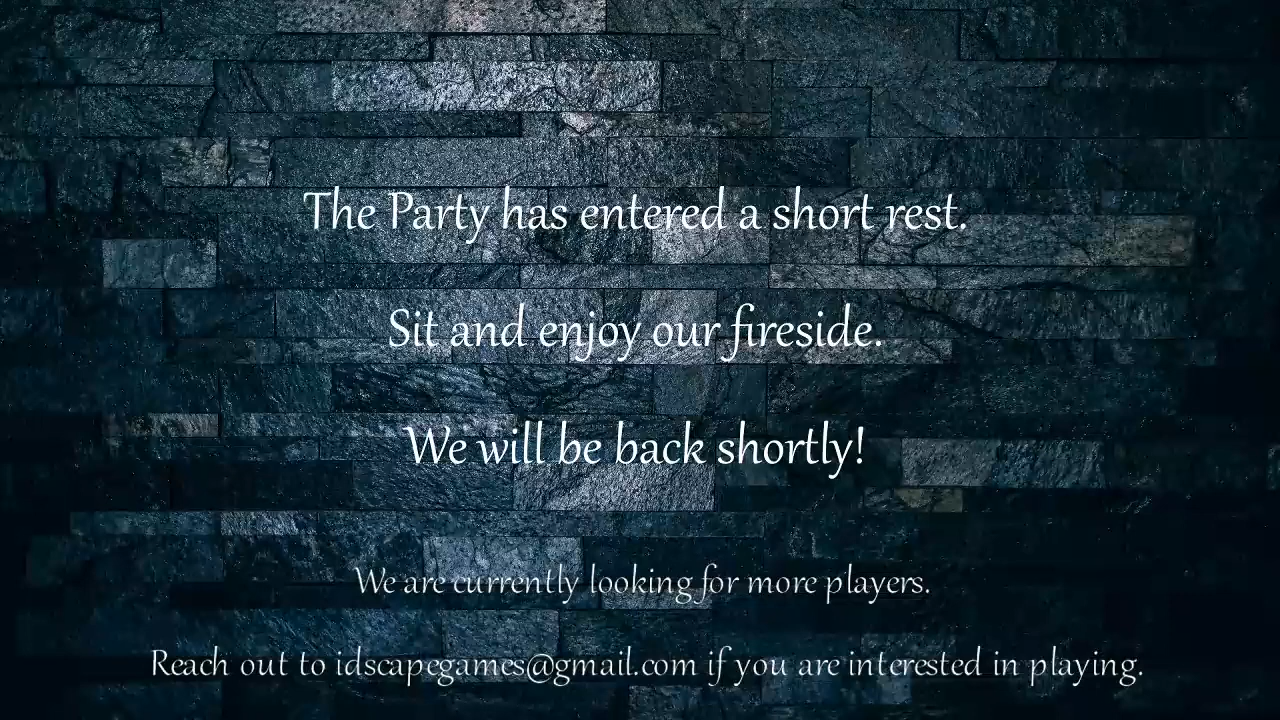 The Party has entered a short rest.
Sit and enjoy our fireside.
We will be back shortly!
We are currently looking for more players.
Reach out to idscapegames@gmail.com if you are interested in playing.